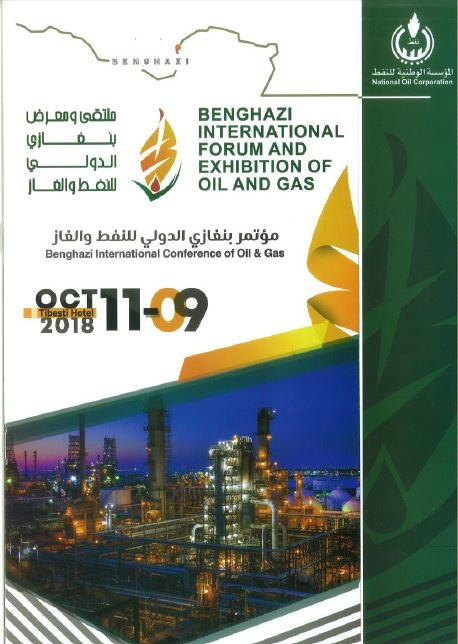 BENGHAZI
نفط
المؤسسة الوطنية للنفط
National Oil Corporation
ملتقى ومعرض
بنغازي
الدولي
للنفط والغاز
BENGHAZI
INTERNATIONAL
FORUM AND
EXHIBITION OF
OIL AND GAS
مؤتمر بنغازي الدولي للنفط والغاز
Benghazi International Conference of Oil & Gas
OCT 11-09
Tibesti Hotel
2018